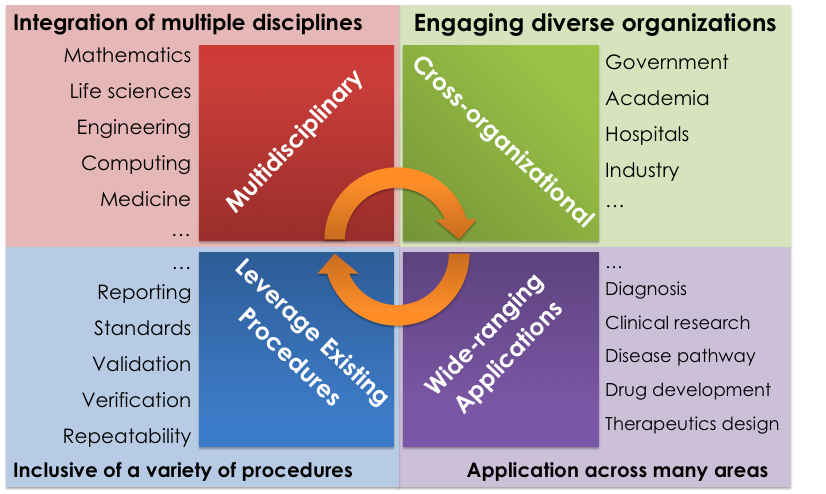 Integration of multiple disciplines
Mathematics
Life sciences
Engineering
Computing
Medicine
...
Multidisciplinary
Engaging diverse organizations
Cross-organizational
Government
Academia
Hospitals
Industry
...
...
Reporting
Standards
Validation
Verification
Repeatability
Leverage Existing
Procedures
Inclusive of a variety of procedures
Wide-ranging
Applications
...
Diagnosis
Clinical research
Disease pathway
Drug development
Therapeutics design
Application across many areas